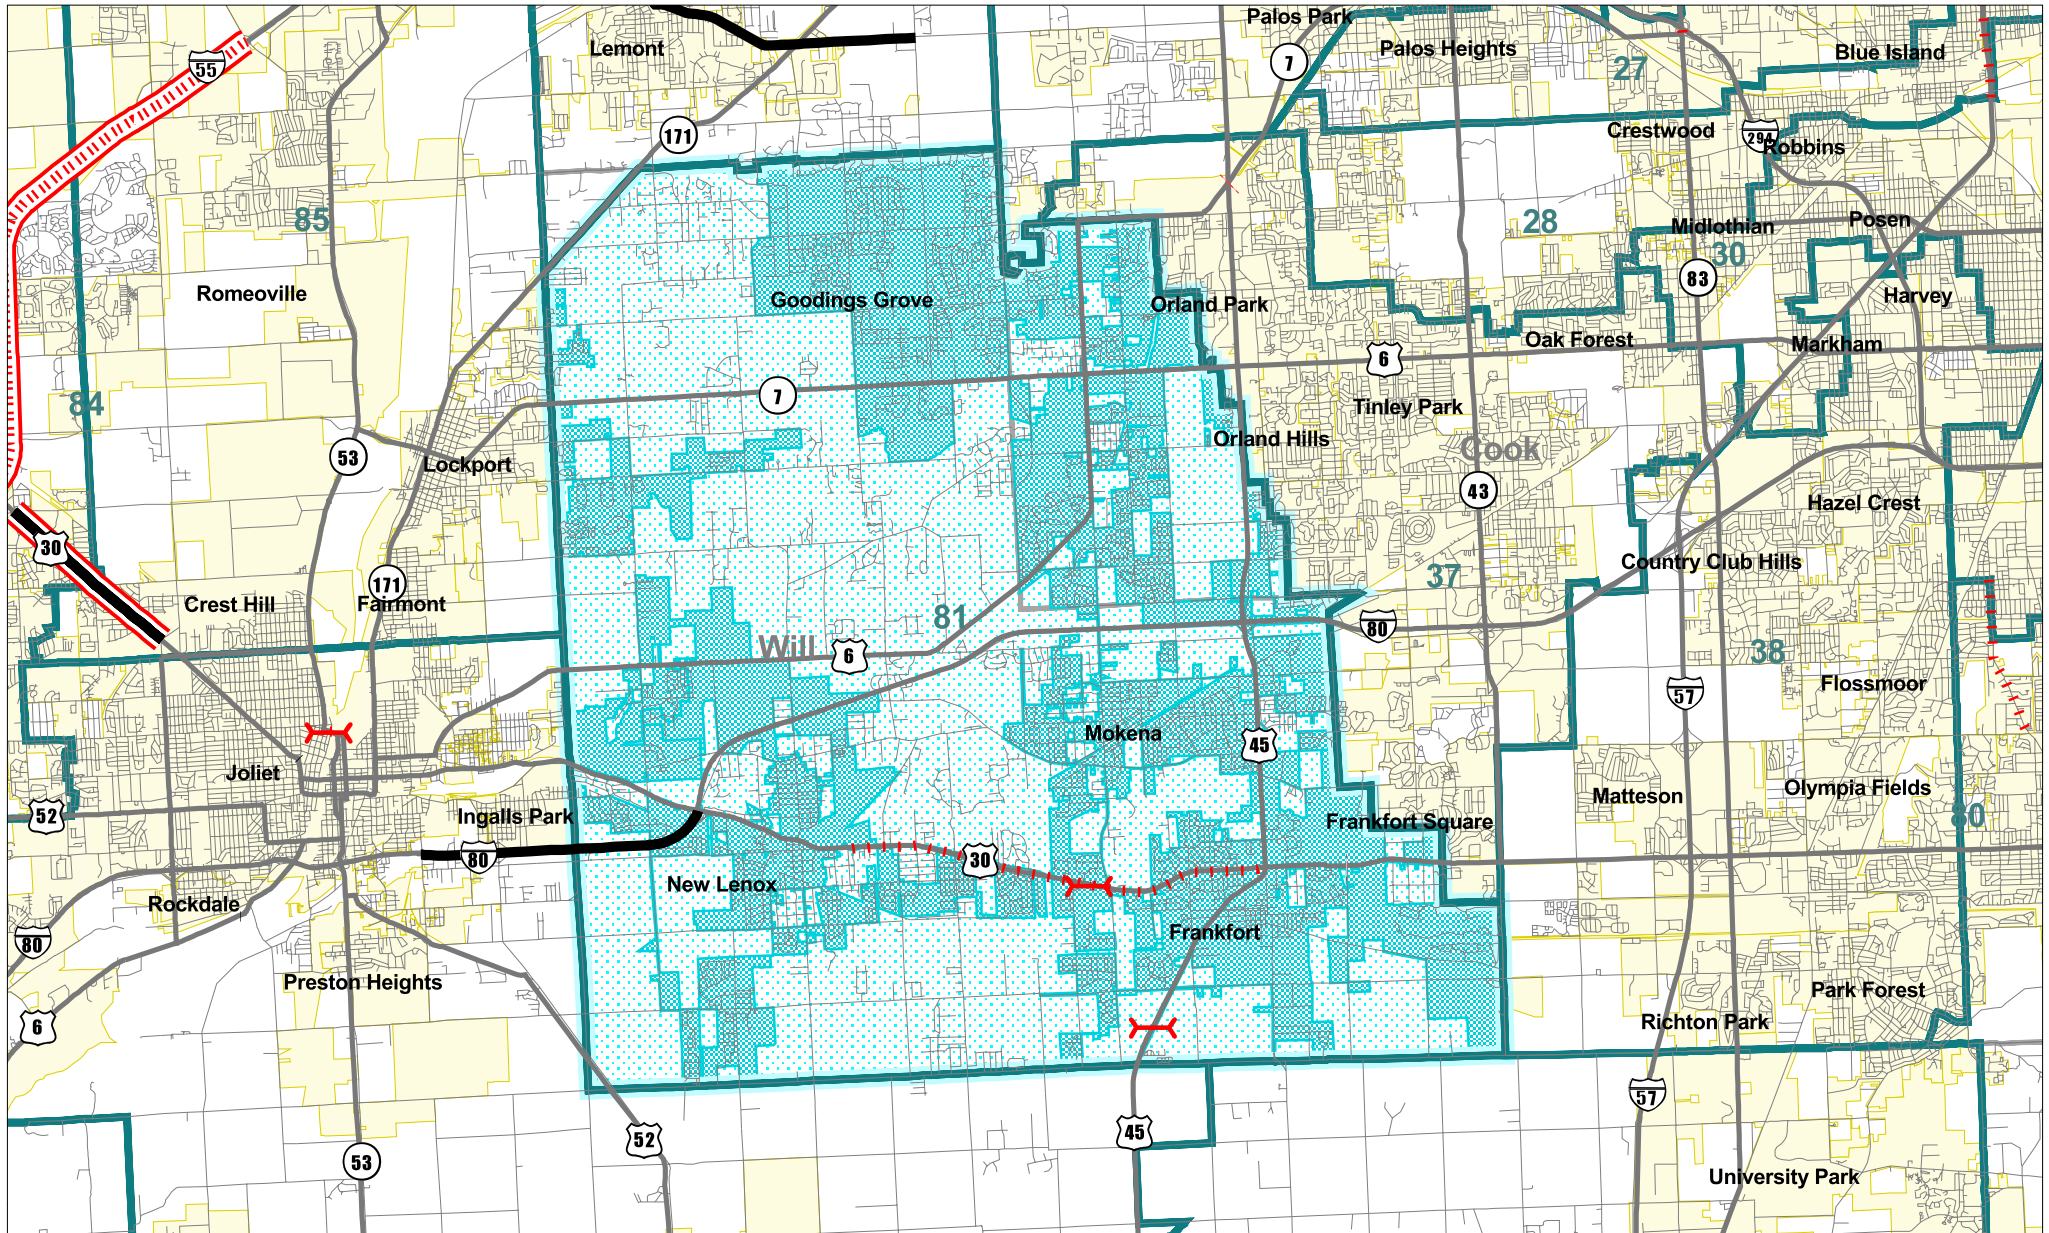 Palos Park
Lemont
Palos Heights
Blue Island
7
55
27
171
Crestwood
294
Robbins
85
28
Midlothian
Posen
30
83
Romeoville
Goodings Grove
Orland Park
Harvey
Oak Forest
Markham
6
7
84
Tinley Park
Orland Hills
Cook
53
Lockport
43
Hazel Crest
30
Country Club Hills
37
171
Crest Hill
Fairmont
81
80
Will
6
38
Flossmoor
57
Mokena
45
Joliet
Matteson
Olympia Fields
52
Ingalls Park
80
Frankfort Square
80
30
New Lenox
Rockdale
Frankfort
80
Preston Heights
Park Forest
6
Richton Park
57
52
45
53
University Park